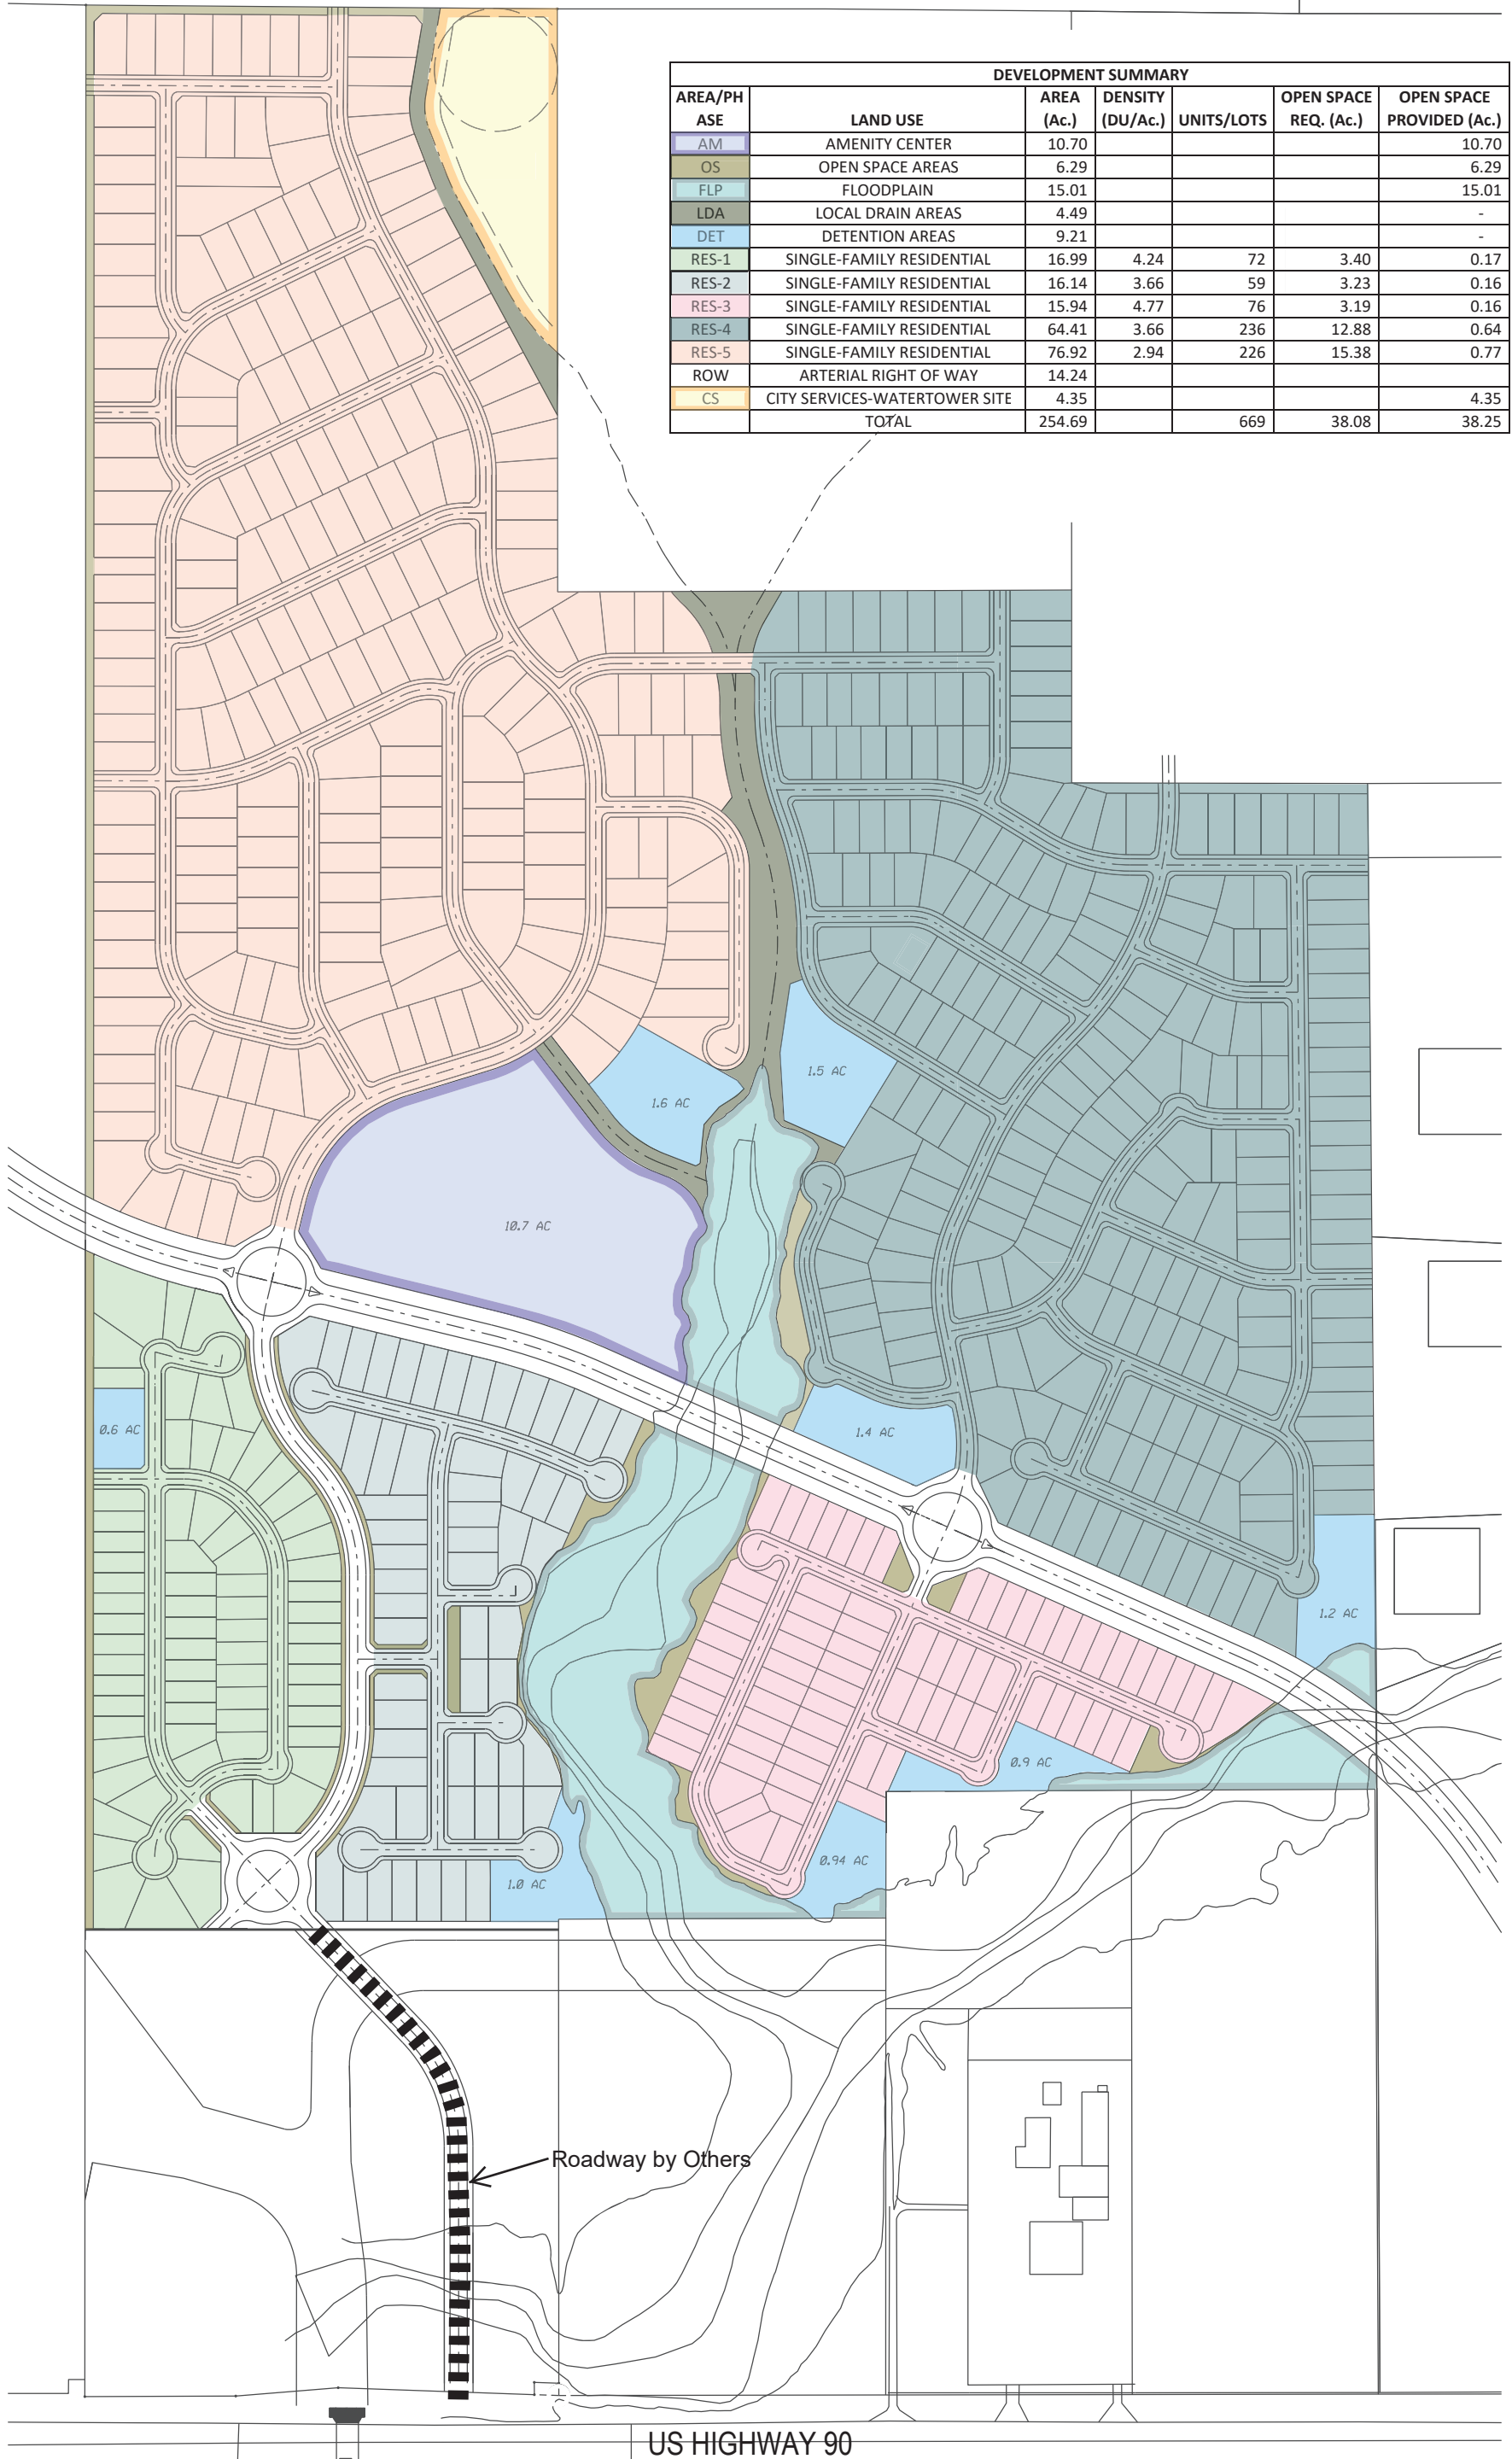 DEVELOPMENT SUMMARY
AREA/PH ASE LAND USE AREA (Ac.) DENSITY (DU/Ac.) UNITS/LOTS OPEN SPACE REQ. (Ac.) OPEN SPACE PROVIDED (Ac.)
AM AMENITY CENTER 10.70 10.70
OS OPEN SPACE AREAS 6.29 6.29
FLP FLOODPLAIN 15.01 15.01
LDA LOCAL DRAIN AREAS 4.49 -
DET DETENTION AREAS 9.21 -
RES-1 SINGLE-FAMILY RESIDENTIAL 16.99 4.24 72 3.40 0.17
RES-2 SINGLE-FAMILY RESIDENTIAL 16.14 3.66 59 3.23 0.16
RES-3 SINGLE-FAMILY RESIDENTIAL 15.94 4.77 76 3.19 0.16
RES-4 SINGLE-FAMILY RESIDENTIAL 64.41 3.66 236 12.88 0.64
RES-5 SINGLE-FAMILY RESIDENTIAL 76.92 2.94 226 15.38 0.77
ROW ARTERIAL RIGHT OF WAY 14.24
CS CITY SERVICES-WATERTOWER SITE 4.35 4.35
TOTAL 254.69 669 38.08 38.25
1.5 AC
1.6 AC
10.7 AC
0.6 AC
1.4 AC
1.2 AC
0.9 AC
0.94 AC
1.0 AC
Roadway by Others
US HIGHWAY 90